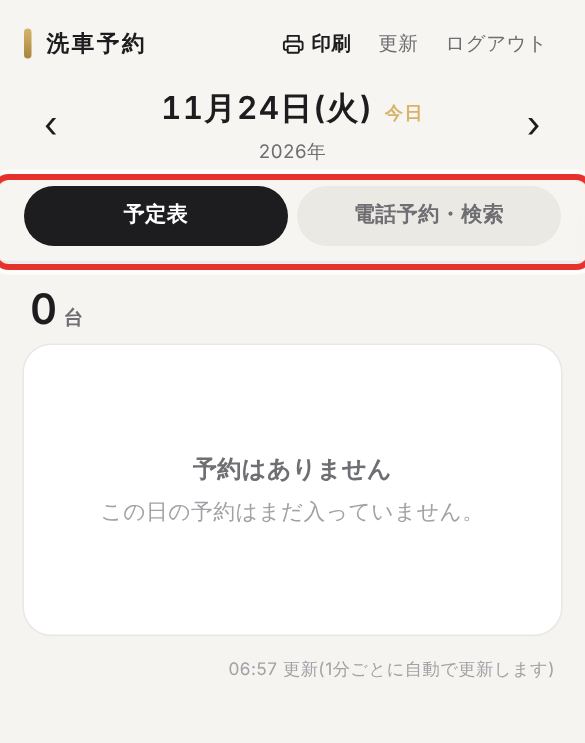 洗車予約 印刷 更新 ログアウト
‹ 11月24日(火) 今日 ›
2026年
予定表 電話予約・検索
0 台
予約はありません
この日の予約はまだ入っていません。
06:57 更新(1分ごとに自動で更新します)